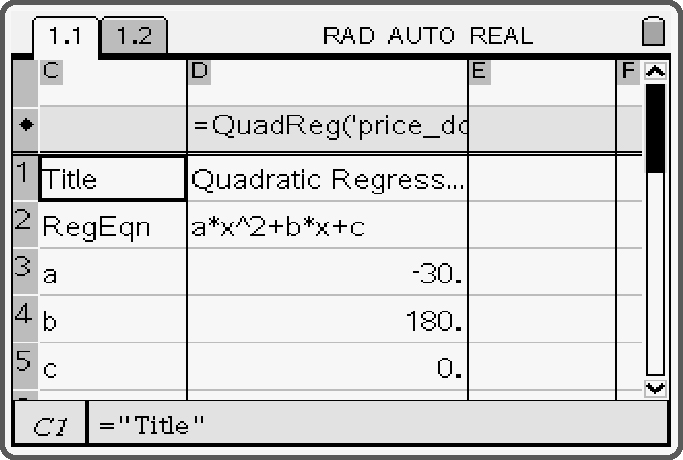 1.1 1.2 RAD AUTO REAL
C D E F
=QuadReg('price_do
1 Title Quadratic Regress...
2 RegEqn a*x^2+b*x+c
3 a -30.
4 b 180.
5 c 0.
C1 ="Title"